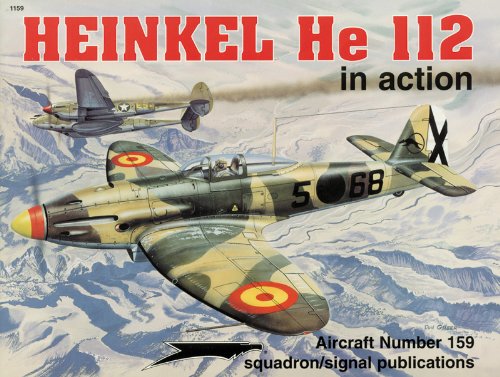 1159
HEINKEL He 112
in action
5 68
Don Greer
Aircraft Number 159
squadron/signal publications